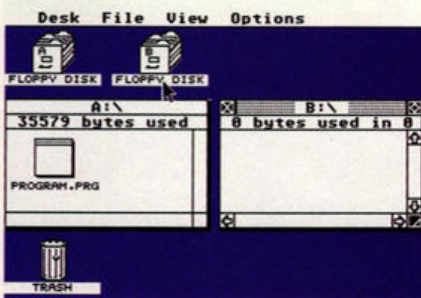 Desk File View Options
A
B
FLOPPY DISK FLOPPY DISK
A:\
35579 bytes used
B:\
0 bytes used in 0
PROGRAM.PRG
TRASH